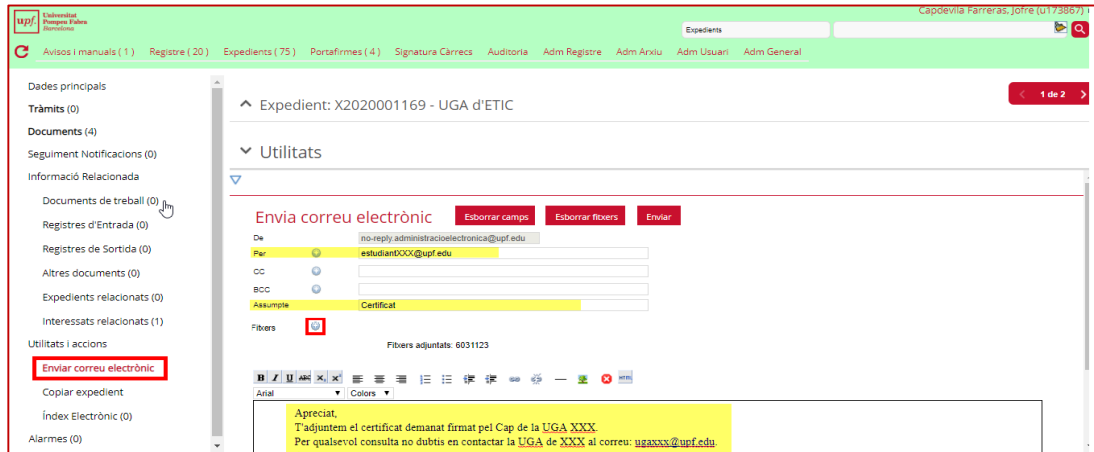 upf. Universitat Pompeu Fabra Barcelona
Capdevila Farreras, Jofre (u173867)
Expedients
Avisos i manuals ( 1 ) Registre ( 20 ) Expedients ( 75 ) Portafirmes ( 4 ) Signatura Càrrecs Auditoria Adm Registre Adm Arxiu Adm Usuari Adm General
Dades principals
Tràmits (0)
Documents (4)
Seguiment Notificacions (0)
Informació Relacionada
Documents de treball (0)
Registres d'Entrada (0)
Registres de Sortida (0)
Altres documents (0)
Expedients relacionats (0)
Interessats relacionats (1)
Utilitats i accions
Enviar correu electrònic
Copiar expedient
Índex Electrònic (0)
Alarmes (0)
Expedient: X2020001169 - UGA d'ETIC
1 de 2
Utilitats
Envia correu electrònic Esborrar camps Esborrar fitxers Enviar
De no-reply.administracioelectronica@upf.edu
Per estudiantXXX@upf.edu
CC
BCC
Assumpte Certificat
Fitxers
Fitxers adjuntats: 6031123
B I U ABC X₂ X² HTML
Arial Colors
Apreciat,
T'adjuntem el certificat demanat firmat pel Cap de la UGA XXX.
Per qualsevol consulta no dubtis en contactar la UGA de XXX al correu: ugaxxx@upf.edu.